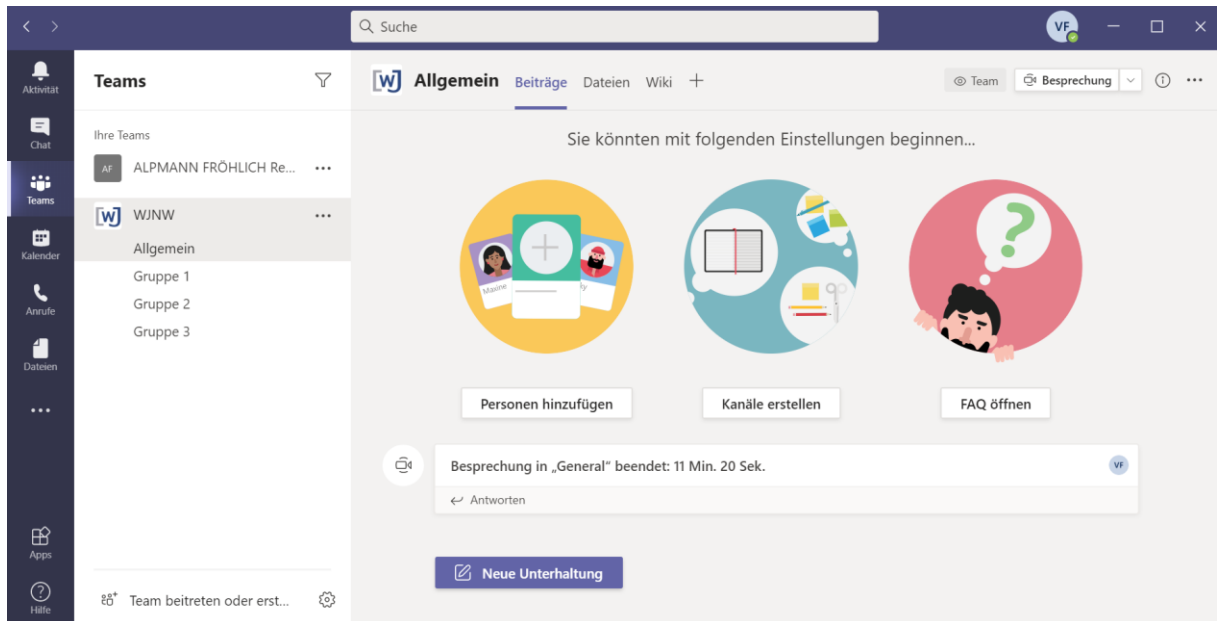 Suche
VF
Aktivität
Chat
Teams
Kalender
Anrufe
Dateien
Apps
Hilfe
Teams
Ihre Teams
AF ALPMANN FRÖHLICH Re...
[W] WJNW
Allgemein
Gruppe 1
Gruppe 2
Gruppe 3
Team beitreten oder erst...
[W] Allgemein Beiträge Dateien Wiki
Team Besprechung
Sie könnten mit folgenden Einstellungen beginnen...
Maxine
Personen hinzufügen Kanäle erstellen FAQ öffnen
Besprechung in „General“ beendet: 11 Min. 20 Sek. VF
Antworten
Neue Unterhaltung